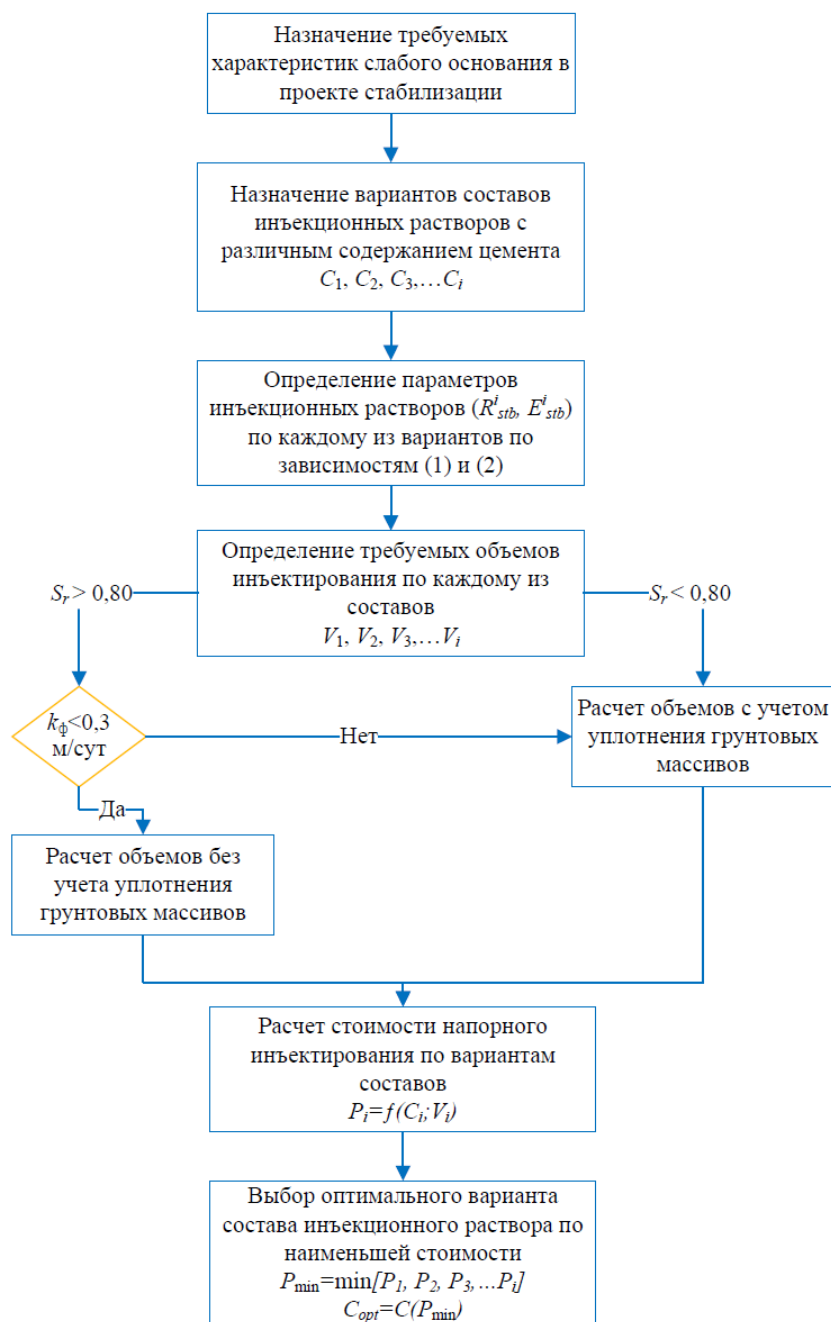 Назначение требуемых
характеристик слабого основания в
проекте стабилизации
Назначение вариантов составов
инъекционных растворов с
различным содержанием цемента
C₁, C₂, C₃,…Cᵢ
Определение параметров
инъекционных растворов (Rⁱstb, Eⁱstb)
по каждому из вариантов по
зависимостям (1) и (2)
Определение требуемых объемов
инъектирования по каждому из
составов
V₁, V₂, V₃,…Vᵢ
Sᵣ > 0,80
Sᵣ < 0,80
kф<0,3
м/сут
Нет
Расчет объемов с учетом
уплотнения грунтовых
массивов
Да
Расчет объемов без
учета уплотнения
грунтовых массивов
Расчет стоимости напорного
инъектирования по вариантам
составов
Pᵢ=f(Cᵢ;Vᵢ)
Выбор оптимального варианта
состава инъекционного раствора по
наименьшей стоимости
Pmin=min[P₁, P₂, P₃,…Pᵢ]
Copt=C(Pmin)